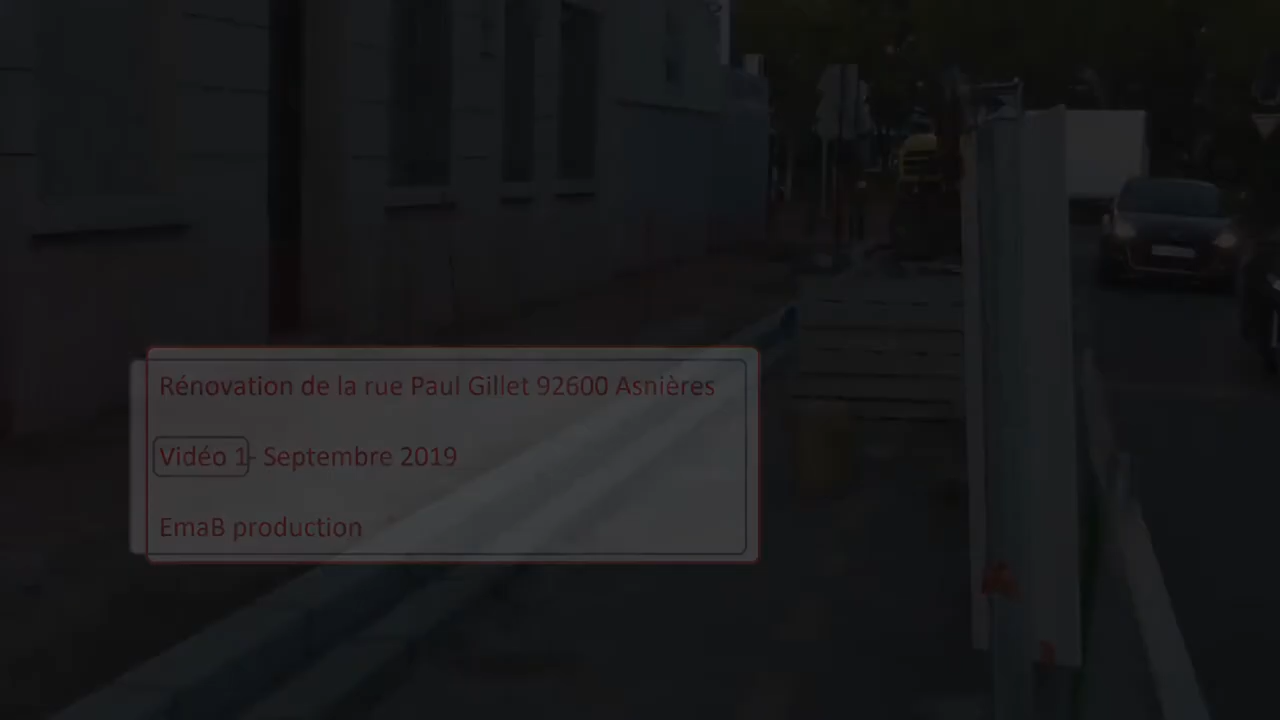 Rénovation de la rue Paul Gillet 92600 Asnières
Vidéo 1- Septembre 2019
EmaB production